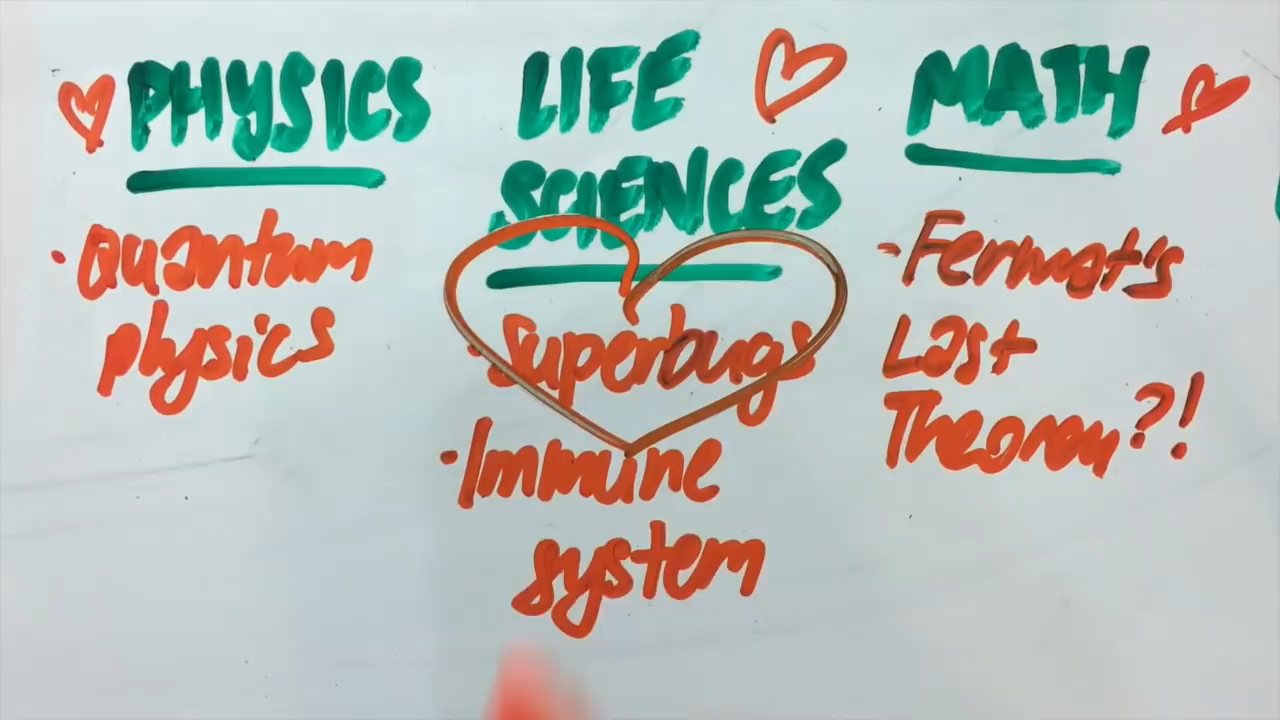 PHYSICS
· Quantum
physics
LIFE
SCIENCES
· Superbugs
· Immune
system
MATH
- Fermat's
Last
Theorem?!